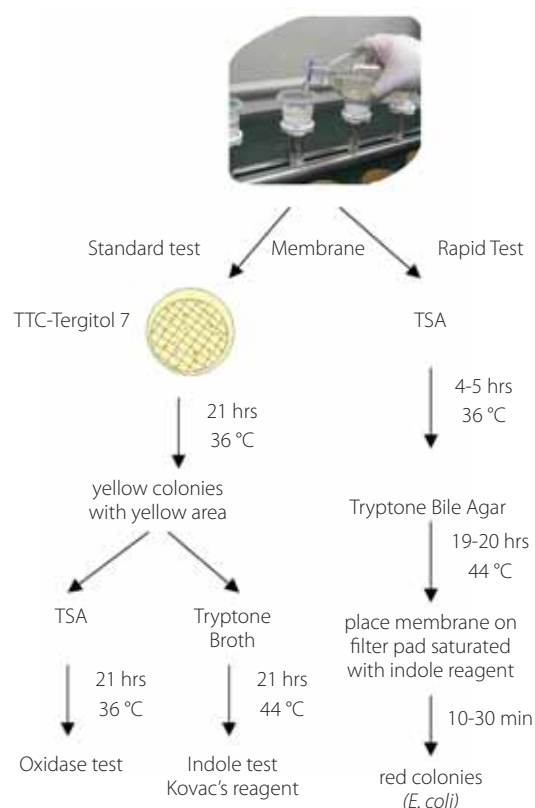 Standard test
Membrane
Rapid Test
TTC-Tergitol 7
TSA
21 hrs
36 °C
4-5 hrs
36 °C
yellow colonies
with yellow area
Tryptone Bile Agar
19-20 hrs
44 °C
TSA
Tryptone
Broth
place membrane on
filter pad saturated
with indole reagent
21 hrs
36 °C
21 hrs
44 °C
10-30 min
Oxidase test
Indole test
Kovac's reagent
red colonies
(E. coli)